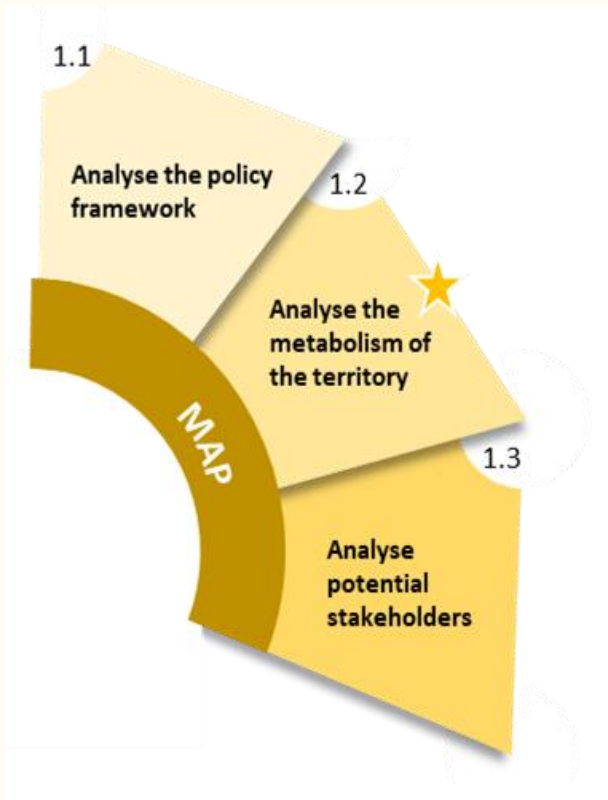 1.1
Analyse the policy
framework
1.2
Analyse the
metabolism of
the territory
MAP
1.3
Analyse
potential
stakeholders